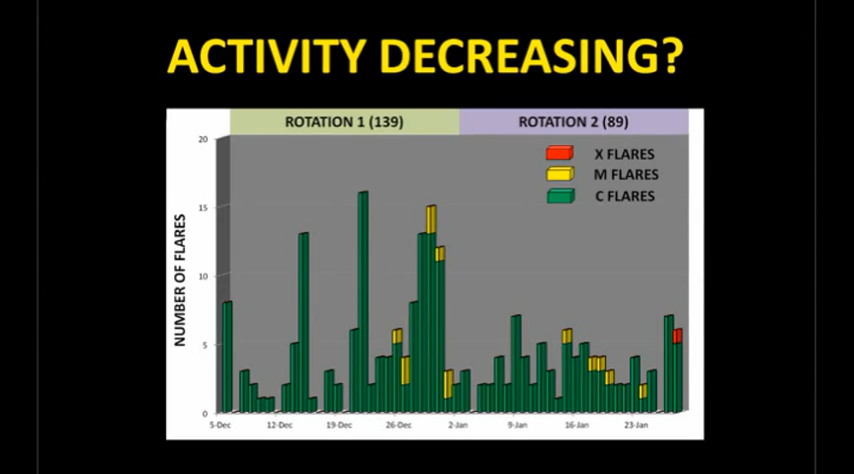 ACTIVITY DECREASING?
ROTATION 1 (139) ROTATION 2 (89)
X FLARES
M FLARES
C FLARES
NUMBER OF FLARES
20
15
10
5
0
5-Dec 12-Dec 19-Dec 26-Dec 2-Jan 9-Jan 16-Jan 23-Jan